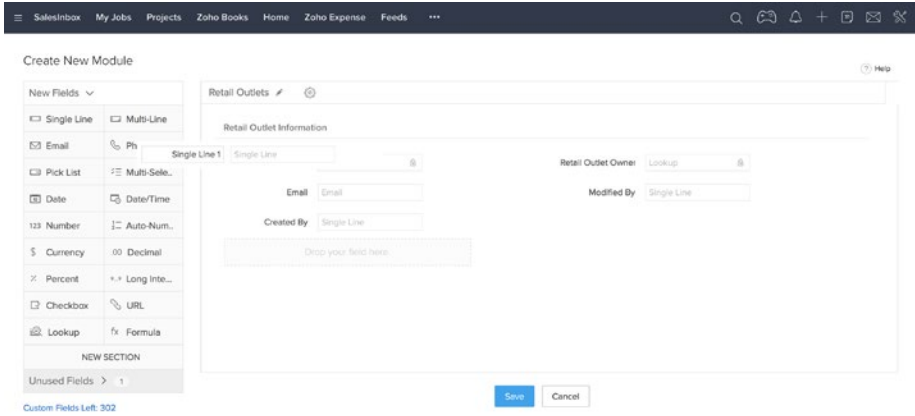 SalesInbox My Jobs Projects Zoho Books Home Zoho Expense Feeds
Create New Module
Help
New Fields
Retail Outlets
Single Line Multi-Line
Retail Outlet Information
Email Ph
Single Line 1 Single Line
Retail Outlet Owner Lookup
Pick List Multi-Sele..
Email Email
Modified By Single Line
Date Date/Time
123 Number Auto-Num..
Created By Single Line
$ Currency .00 Decimal
Drop your field here.
% Percent Long Inte...
Checkbox URL
Lookup fx Formula
NEW SECTION
Unused Fields > 1
Save Cancel
Custom Fields Left: 302